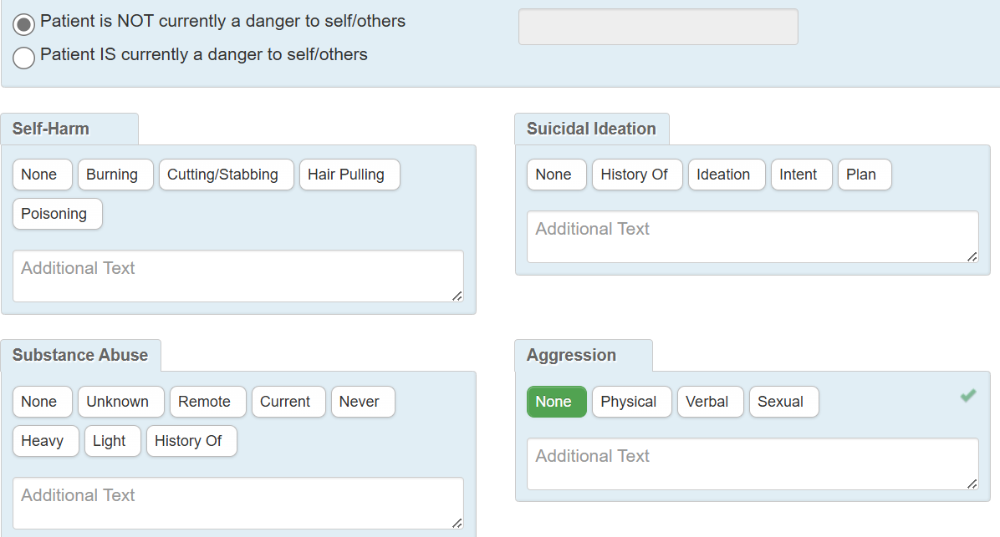 Patient is NOT currently a danger to self/others
Patient IS currently a danger to self/others
Self-Harm
None Burning Cutting/Stabbing Hair Pulling
Poisoning
Additional Text
Suicidal Ideation
None History Of Ideation Intent Plan
Additional Text
Substance Abuse
None Unknown Remote Current Never
Heavy Light History Of
Additional Text
Aggression
None Physical Verbal Sexual
Additional Text